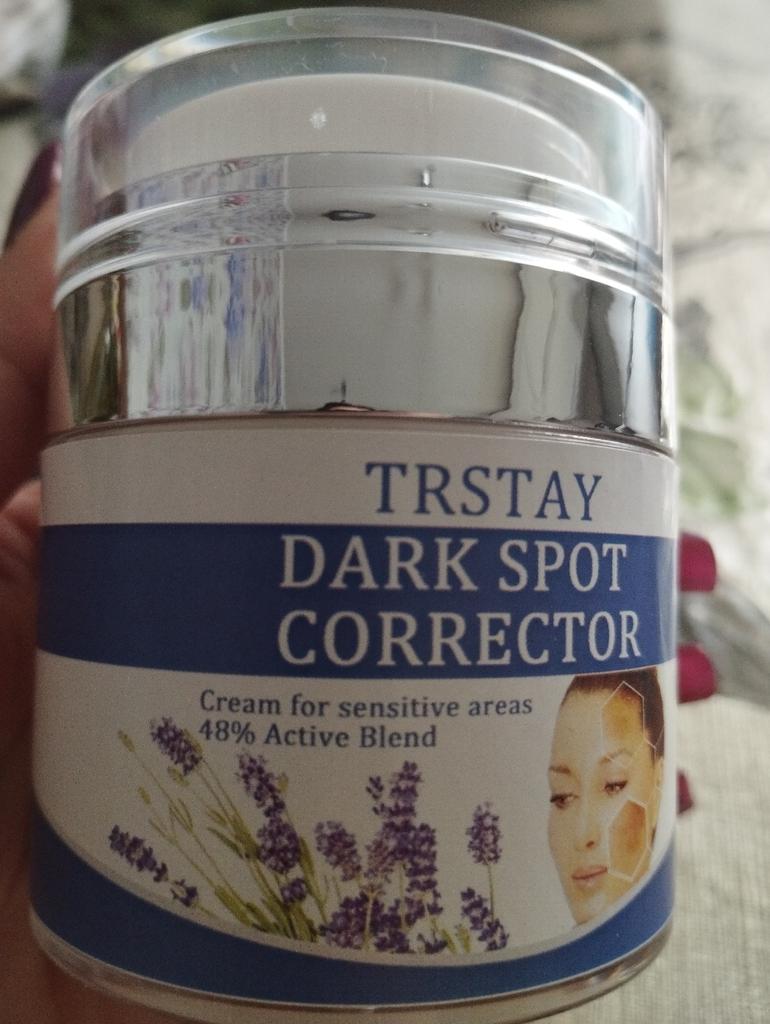 TRSTAY
DARK SPOT
CORRECTOR
Cream for sensitive areas
48% Active Blend